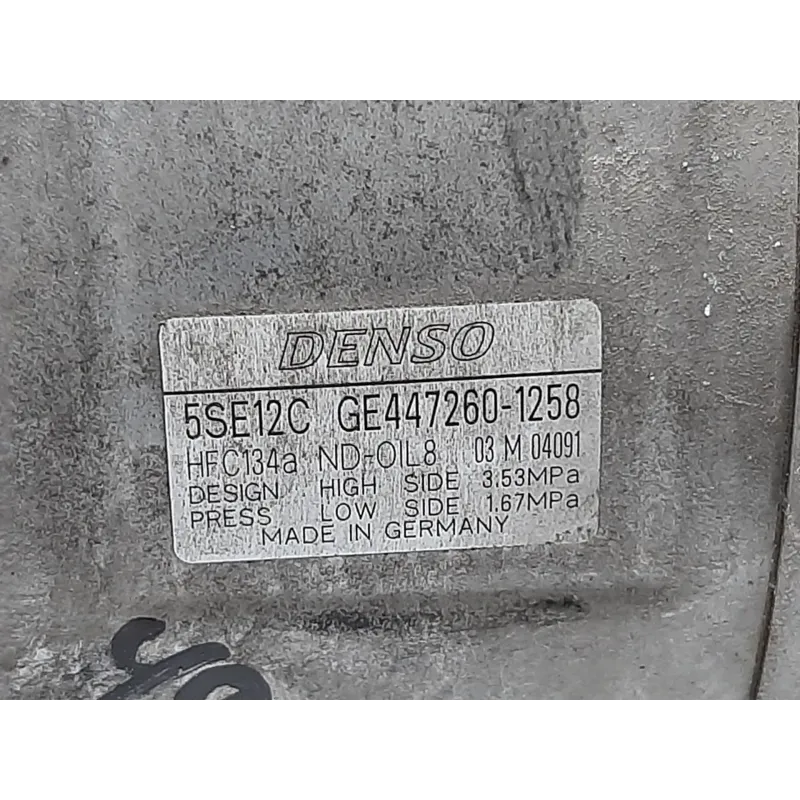 DENSO
5SE12C GE447260-1258
HFC134a ND-OIL8 03 M 04091
DESIGN HIGH SIDE 3.53MPa
PRESS LOW SIDE 1.67MPa
MADE IN GERMANY